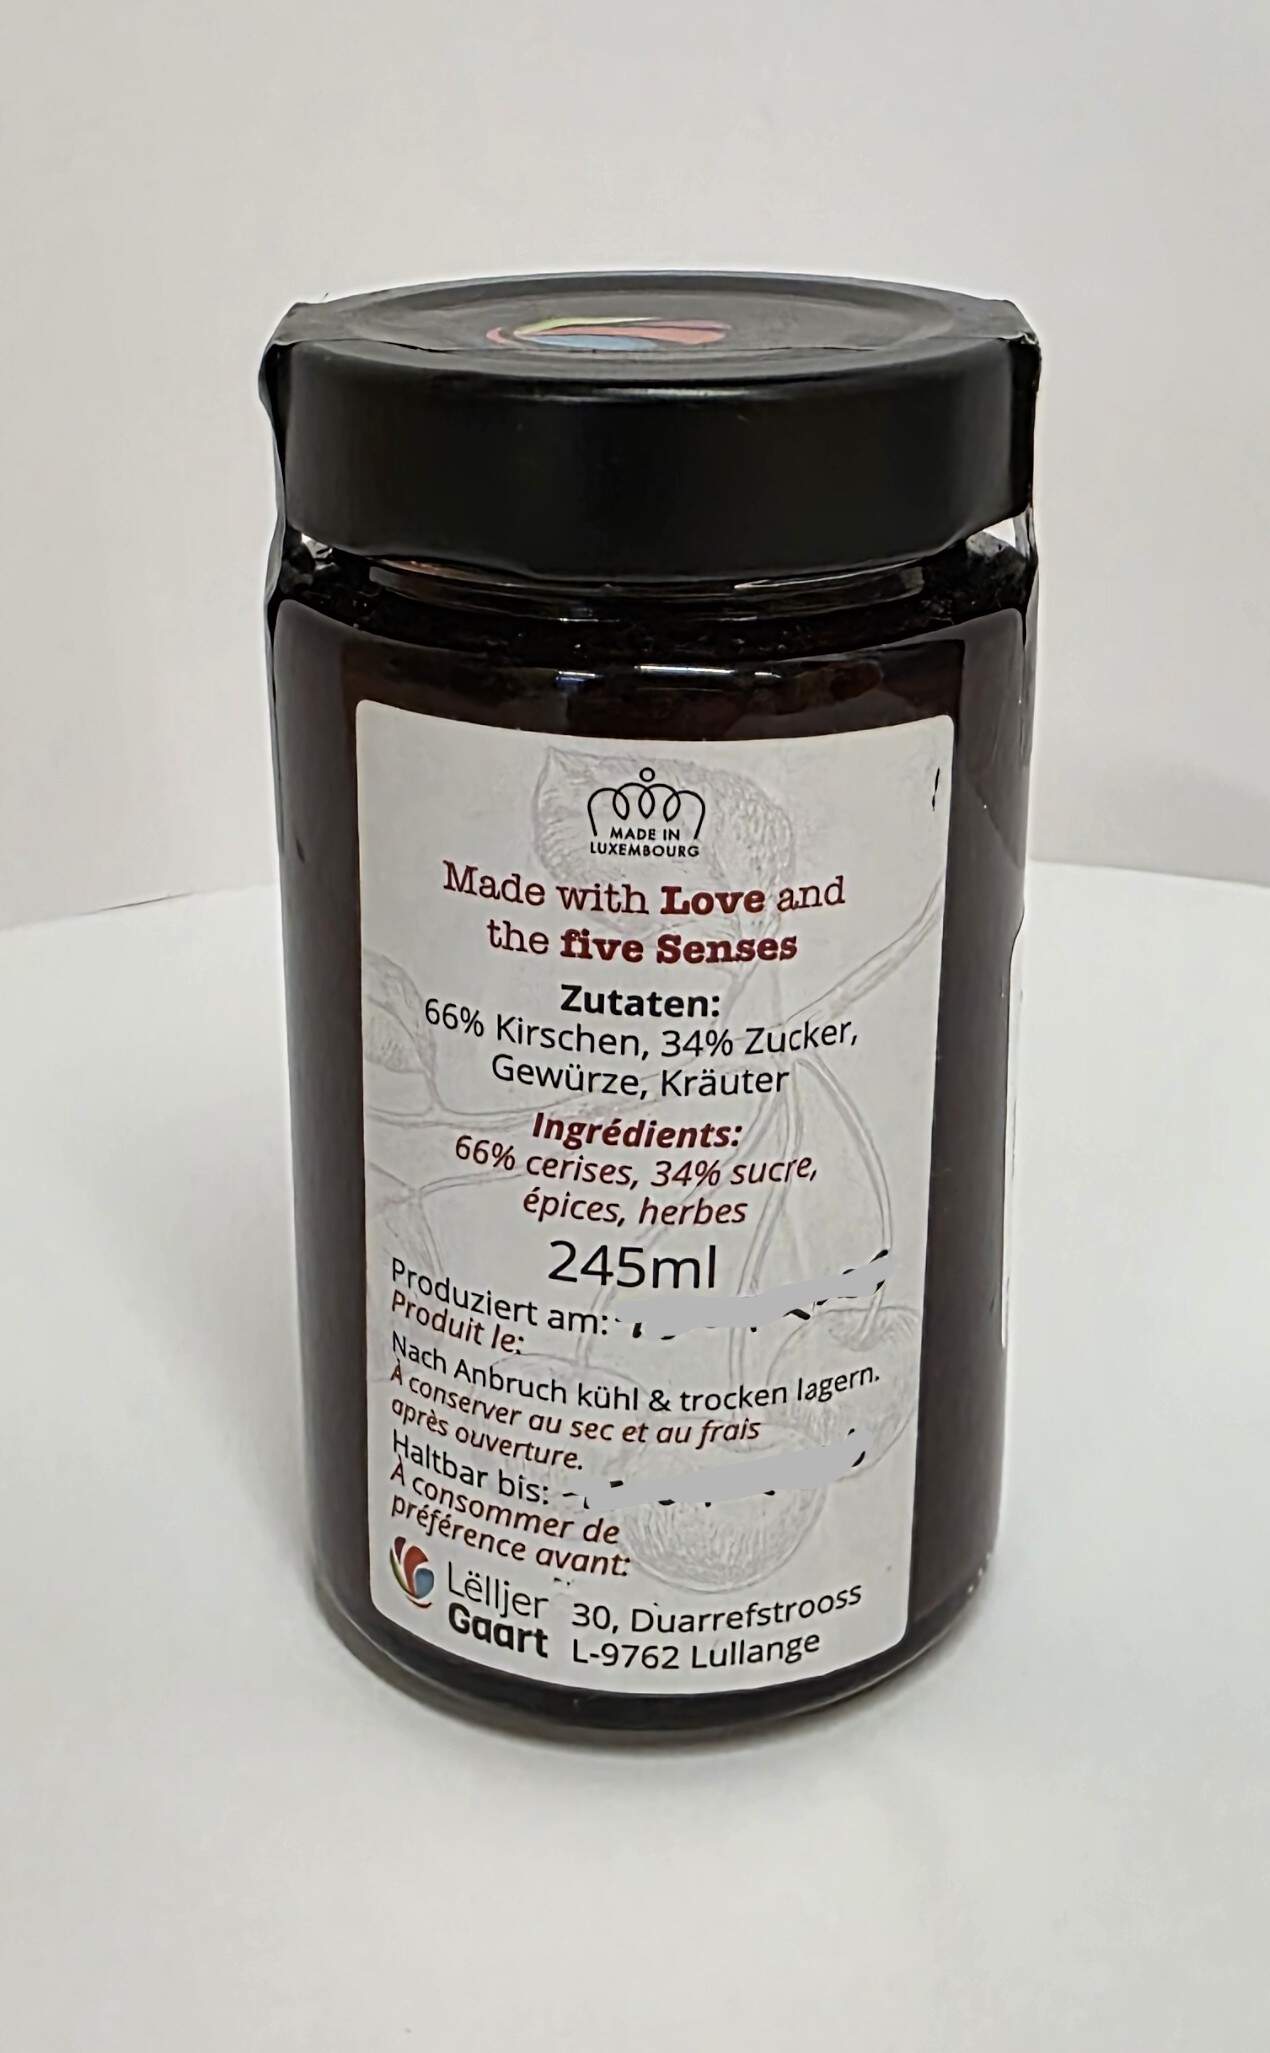 MADE IN
LUXEMBOURG
Made with Love and
the five Senses
Zutaten:
66% Kirschen, 34% Zucker,
Gewürze, Kräuter
Ingrédients:
66% cerises, 34% sucre,
épices, herbes
245ml
Produziert am:
Produit le:
Nach Anbruch kühl & trocken lagern.
À conserver au sec et au frais
après ouverture.
Haltbar bis:
À consommer de
préférence avant:
Lëlljer
Gaart
30, Duarrefstrooss
L-9762 Lullange